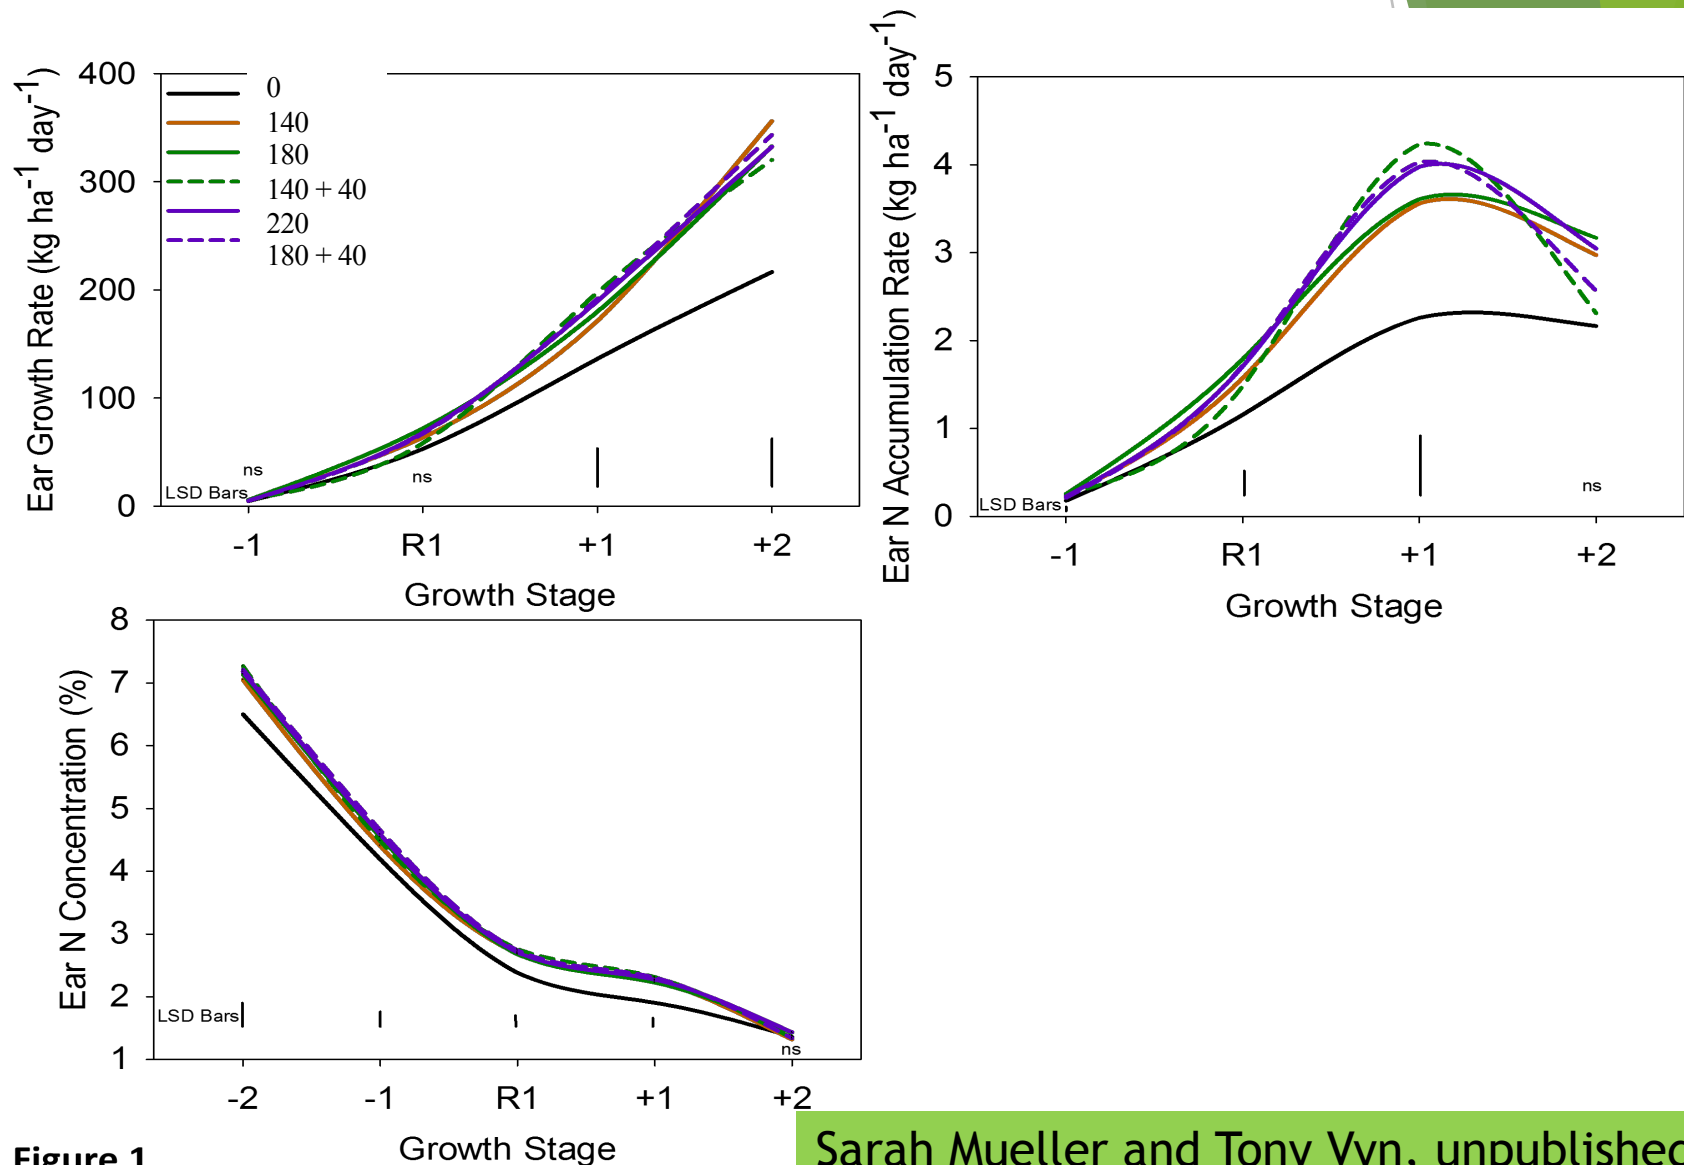 Ear Growth Rate (kg ha⁻¹ day⁻¹)
400
300
200
100
0
0
140
180
140 + 40
220
180 + 40
ns
ns
LSD Bars
-1 R1 +1 +2
Growth Stage
Ear N Accumulation Rate (kg ha⁻¹ day⁻¹)
5
4
3
2
1
0
ns
LSD Bars
-1 R1 +1 +2
Growth Stage
Ear N Concentration (%)
8
7
6
5
4
3
2
1
LSD Bars
ns
-2 -1 R1 +1 +2
Growth Stage
Figure 1
Sarah Mueller and Tony Vyn, unpublished